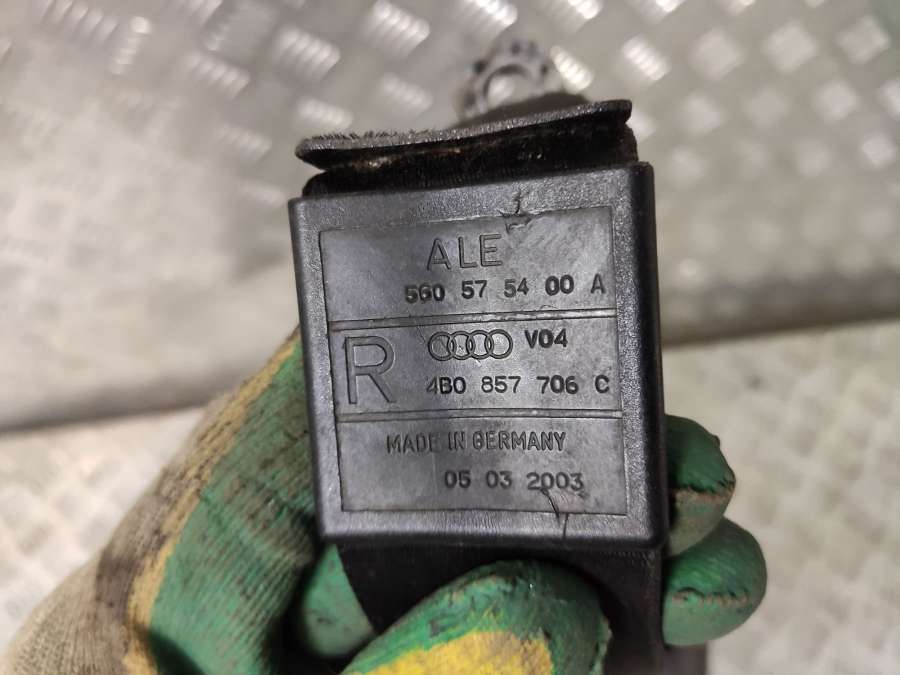 ALE
560 57 54 00 A
R
V04
4B0 857 706 C
MADE IN GERMANY
05 03 2003